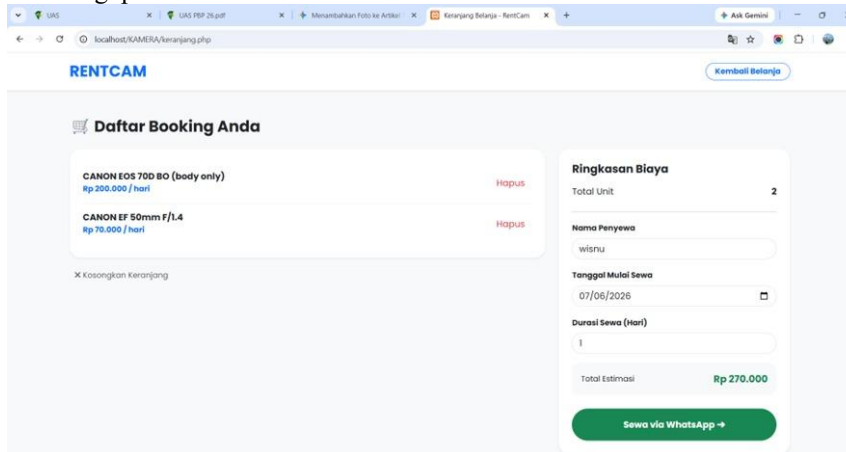 UAS
UAS PBP 26.pdf
Menambahkan Foto ke Artikel
Keranjang Belanja - RentCam
Ask Gemini
localhost/KAMERA/keranjang.php
RENTCAM
Kembali Belanja
Daftar Booking Anda
CANON EOS 70D BO (body only)
Rp 200.000 / hari
Hapus
CANON EF 50mm F/1.4
Rp 70.000 / hari
Hapus
✕ Kosongkan Keranjang
Ringkasan Biaya
Total Unit 2
Nama Penyewa
wisnu
Tanggal Mulai Sewa
07/06/2026
Durasi Sewa (Hari)
1
Total Estimasi Rp 270.000
Sewa via WhatsApp →